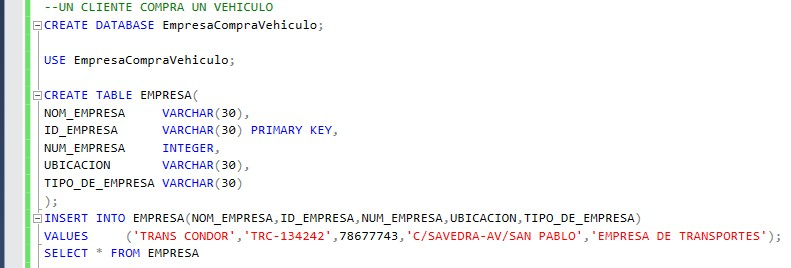 --UN CLIENTE COMPRA UN VEHICULO
CREATE DATABASE EmpresaCompraVehiculo;
USE EmpresaCompraVehiculo;
CREATE TABLE EMPRESA(
NOM_EMPRESA     VARCHAR(30),
ID_EMPRESA      VARCHAR(30) PRIMARY KEY,
NUM_EMPRESA     INTEGER,
UBICACION       VARCHAR(30),
TIPO_DE_EMPRESA VARCHAR(30)
);
INSERT INTO EMPRESA(NOM_EMPRESA,ID_EMPRESA,NUM_EMPRESA,UBICACION,TIPO_DE_EMPRESA)
VALUES     ('TRANS CONDOR','TRC-134242',78677743,'C/SAVEDRA-AV/SAN PABLO','EMPRESA DE TRANSPORTES');
SELECT * FROM EMPRESA